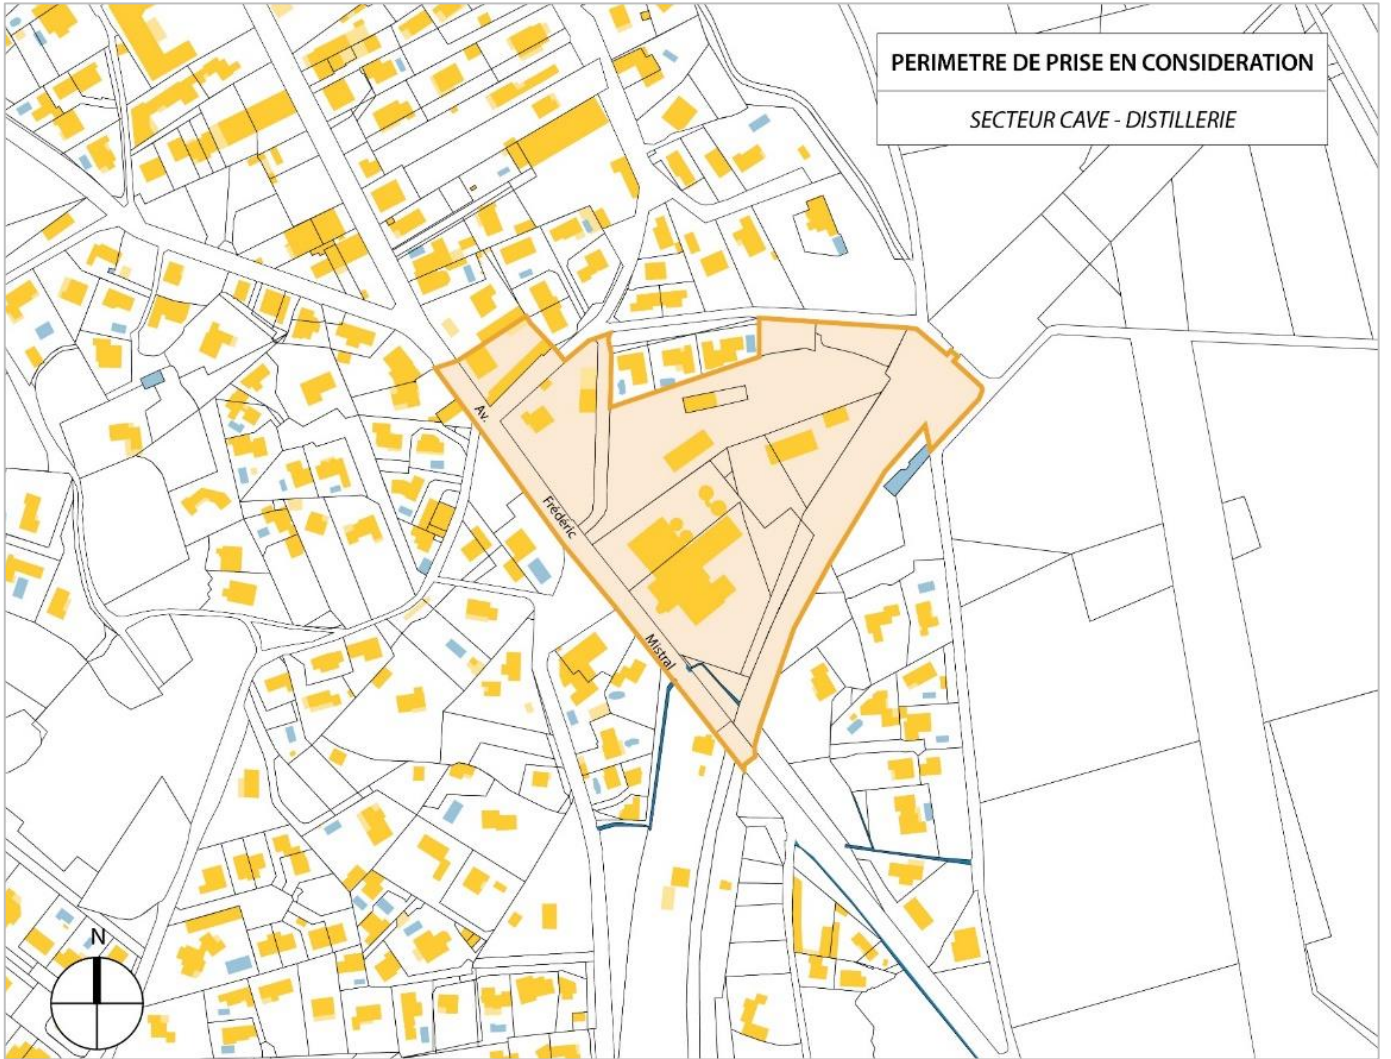 PERIMETRE DE PRISE EN CONSIDERATION
SECTEUR CAVE - DISTILLERIE
Av.
Frédéric
Mistral
N